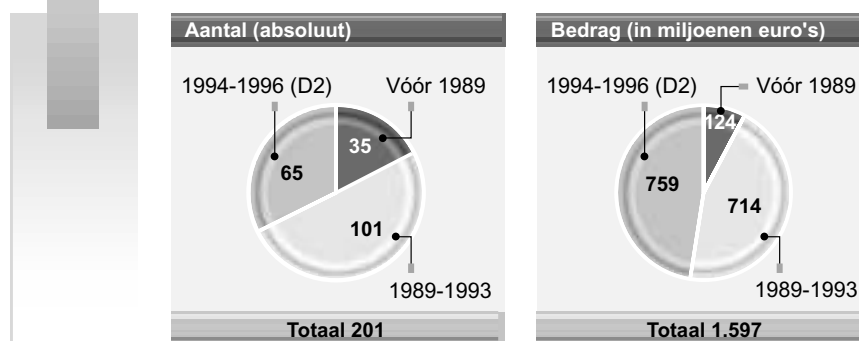 Aantal (absoluut)
1994-1996 (D2) Vóór 1989
35
65
101
1989-1993
Totaal 201
Bedrag (in miljoenen euro's)
1994-1996 (D2) Vóór 1989
124
759
714
1989-1993
Totaal 1.597